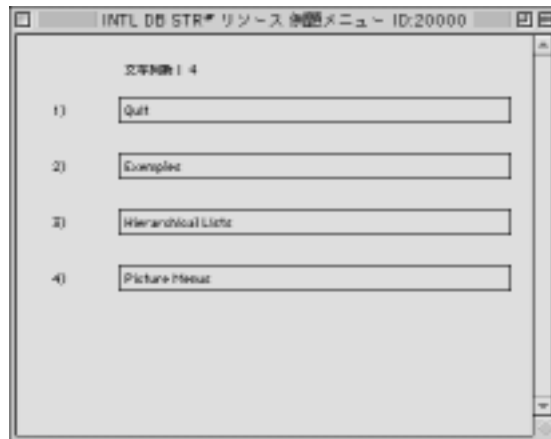 INTL DB STR# リソース 例題メニュー ID:20000
文字列数: 4
1) Quit
2) Examples
3) Hierarchical Lists
4) Picture Menus